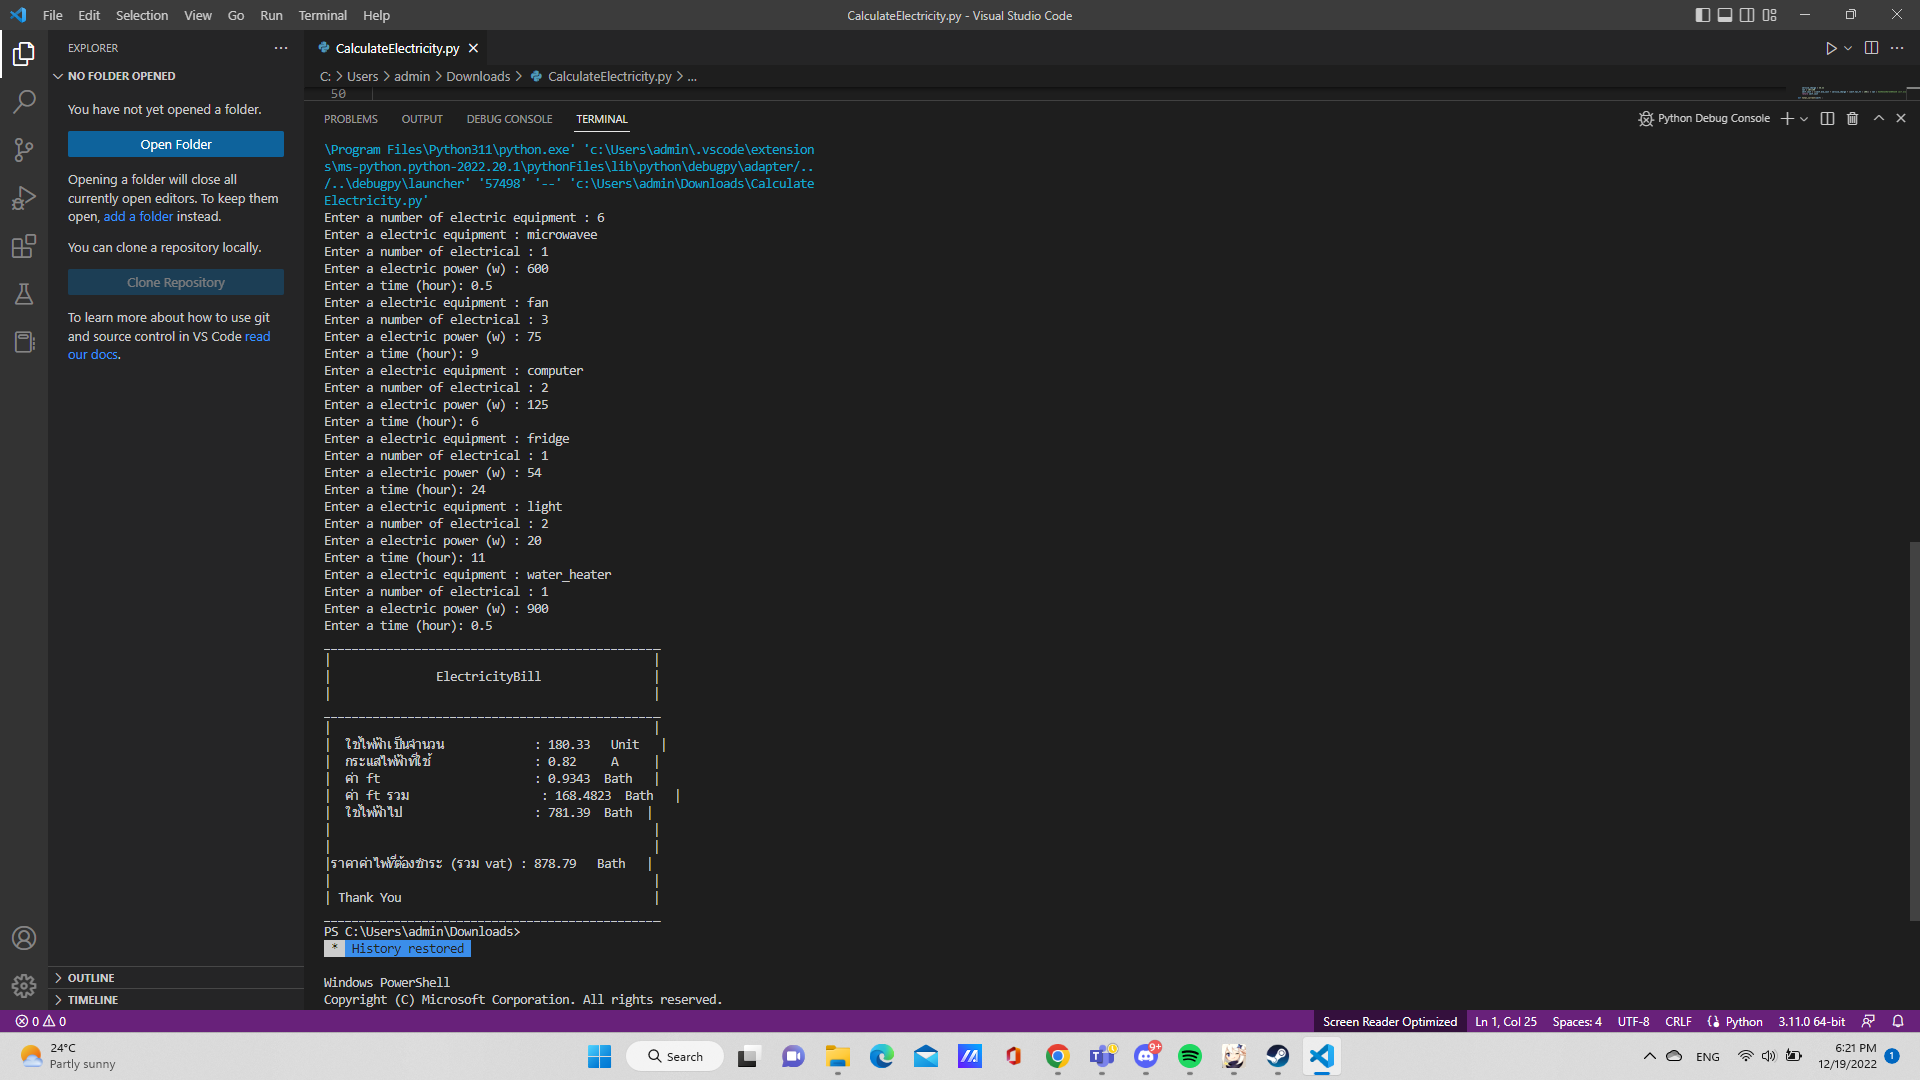 File Edit Selection View Go Run Terminal Help
CalculateElectricity.py - Visual Studio Code
EXPLORER
NO FOLDER OPENED
You have not yet opened a folder.
Open Folder
Opening a folder will close all
currently open editors. To keep them
open, add a folder instead.
You can clone a repository locally.
Clone Repository
To learn more about how to use git
and source control in VS Code read
our docs.
OUTLINE
TIMELINE
CalculateElectricity.py
C: > Users > admin > Downloads > CalculateElectricity.py > ...
50
PROBLEMS OUTPUT DEBUG CONSOLE TERMINAL
Python Debug Console
\Program Files\Python311\python.exe' 'c:\Users\admin\.vscode\extension
s\ms-python.python-2022.20.1\pythonFiles\lib\python\debugpy\adapter/..
/..\debugpy\launcher' '57498' '--' 'c:\Users\admin\Downloads\Calculate
Electricity.py'
Enter a number of electric equipment : 6
Enter a electric equipment : microwavee
Enter a number of electrical : 1
Enter a electric power (w) : 600
Enter a time (hour): 0.5
Enter a electric equipment : fan
Enter a number of electrical : 3
Enter a electric power (w) : 75
Enter a time (hour): 9
Enter a electric equipment : computer
Enter a number of electrical : 2
Enter a electric power (w) : 125
Enter a time (hour): 6
Enter a electric equipment : fridge
Enter a number of electrical : 1
Enter a electric power (w) : 54
Enter a time (hour): 24
Enter a electric equipment : light
Enter a number of electrical : 2
Enter a electric power (w) : 20
Enter a time (hour): 11
Enter a electric equipment : water_heater
Enter a number of electrical : 1
Enter a electric power (w) : 900
Enter a time (hour): 0.5
ElectricityBill
ใช้ไฟฟ้าเป็นจำนวน : 180.33 Unit
กระแสไฟฟ้าที่ใช้ : 0.82 A
ค่า ft : 0.9343 Bath
ค่า ft รวม : 168.4823 Bath
ใช้ไฟฟ้าไป : 781.39 Bath
ราคาค่าไฟที่ต้องชำระ (รวม vat) : 878.79 Bath
Thank You
PS C:\Users\admin\Downloads>
* History restored
Windows PowerShell
Copyright (C) Microsoft Corporation. All rights reserved.
0 0
Screen Reader Optimized Ln 1, Col 25 Spaces: 4 UTF-8 CRLF Python 3.11.0 64-bit
24°C
Partly sunny
Search
9+
ENG
6:21 PM
12/19/2022
1